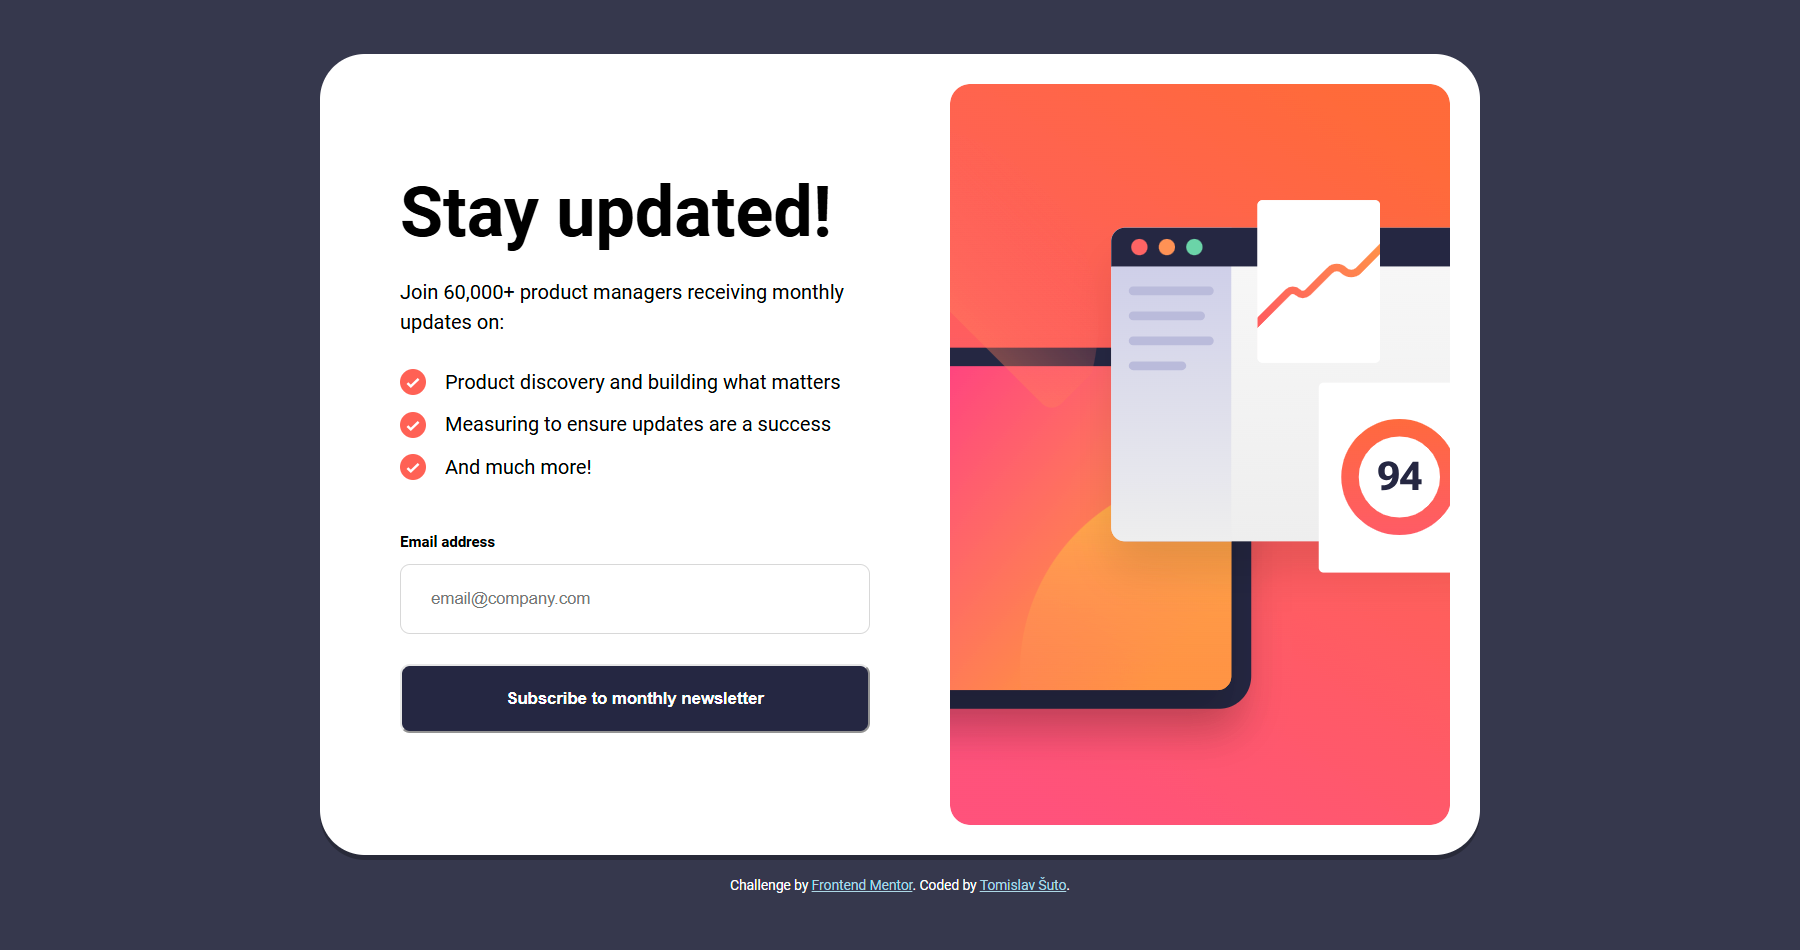 Stay updated!
Join 60,000+ product managers receiving monthly
updates on:
Product discovery and building what matters
Measuring to ensure updates are a success
And much more!
Email address
email@company.com
Subscribe to monthly newsletter
94
Challenge by Frontend Mentor. Coded by Tomislav Šuto.